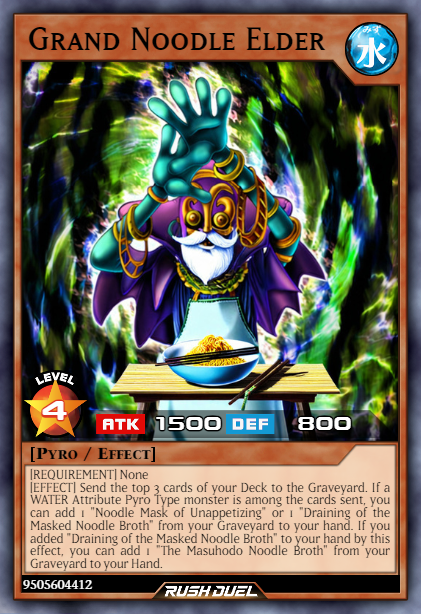 Grand Noodle Elder
みず
水
LEVEL
4
ATK 1500 DEF 800
[Pyro / Effect]
[REQUIREMENT] None
[EFFECT] Send the top 3 cards of your Deck to the Graveyard. If a
WATER Attribute Pyro Type monster is among the cards sent, you
can add 1 "Noodle Mask of Unappetizing" or 1 "Draining of
the Masked Noodle Broth" from your Graveyard to your hand. If you
added "Draining of the Masked Noodle Broth" to your hand by this
effect, you can add 1 "The Masuhodo Noodle Broth" from your
Graveyard to your Hand.
9505604412
RUSH DUEL